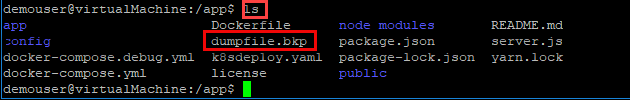 demouser@virtualMachine:/app$ ls
app Dockerfile node modules README.md
config dumpfile.bkp package.json server.js
docker-compose.debug.yml k8sdeploy.yaml package-lock.json yarn.lock
docker-compose.yml license public
demouser@virtualMachine:/app$